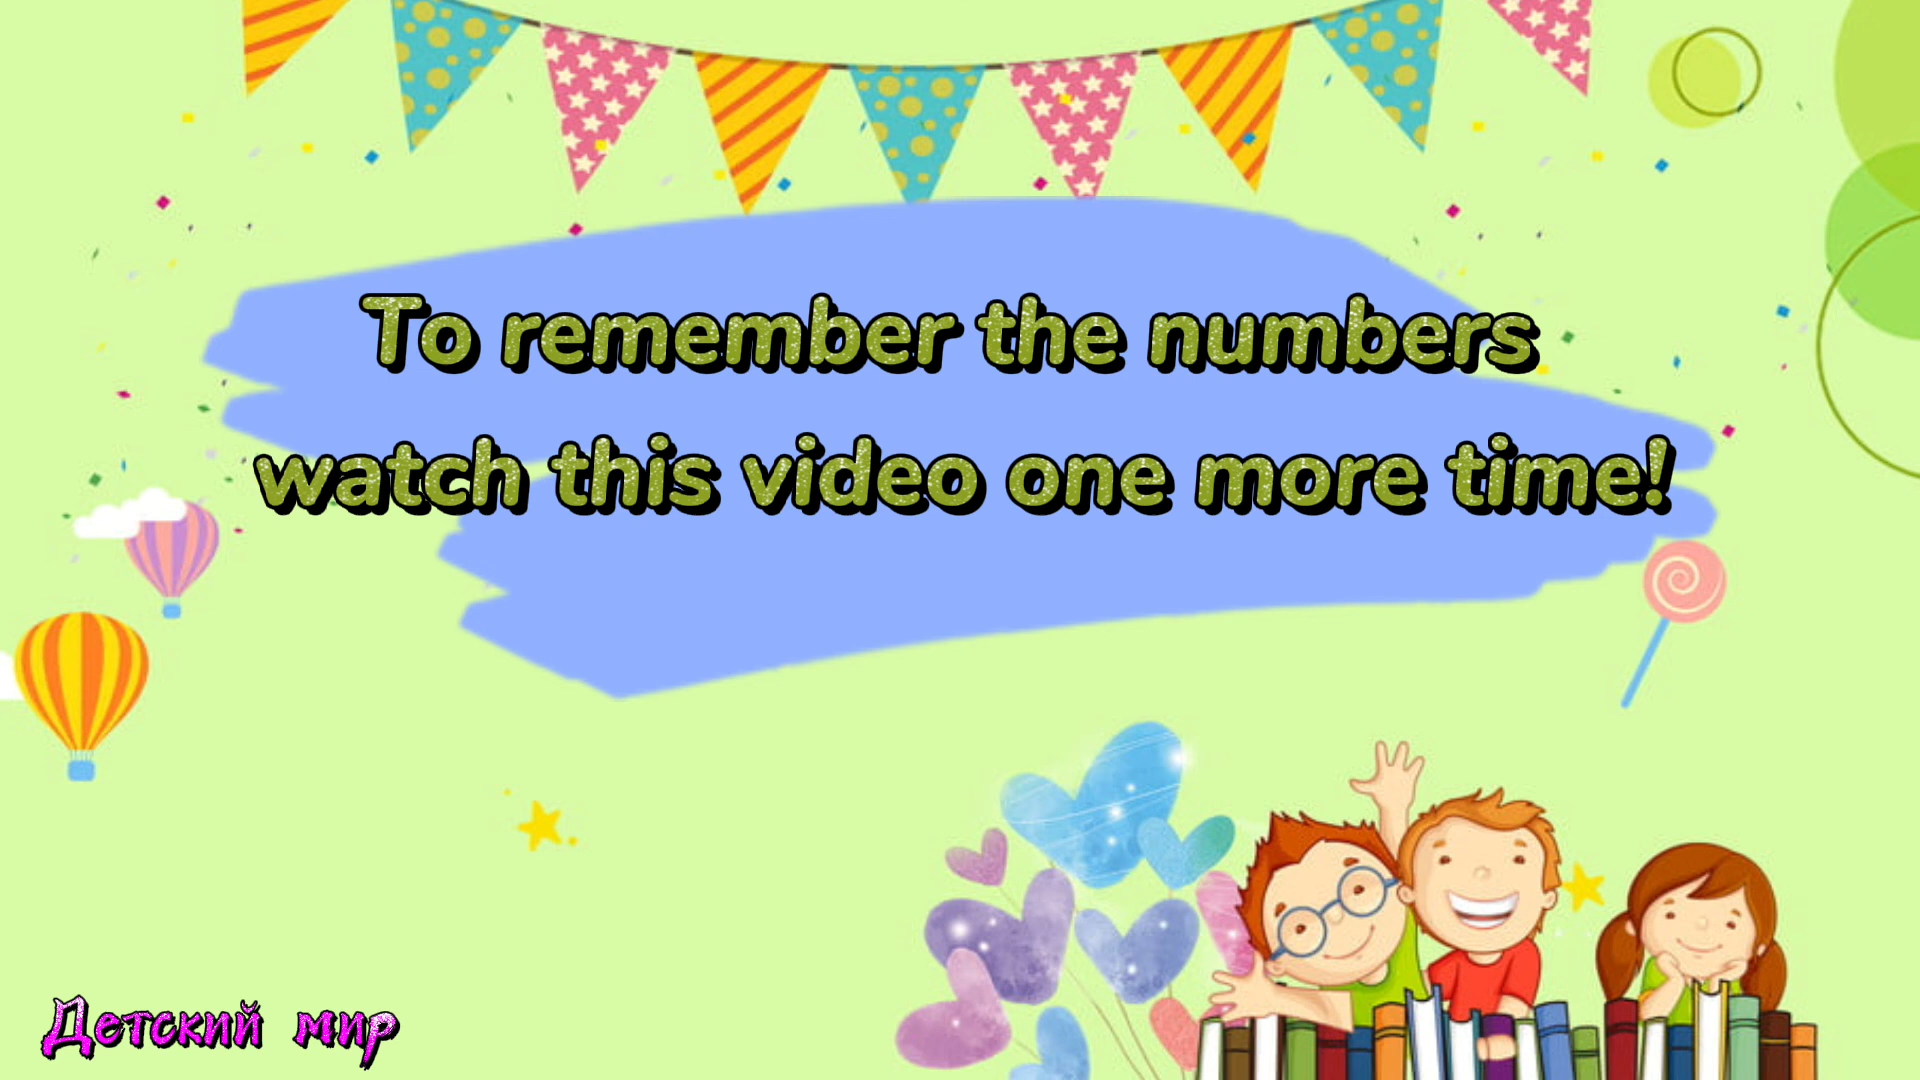 To remember the numbers
watch this video one more time!
Детский мир